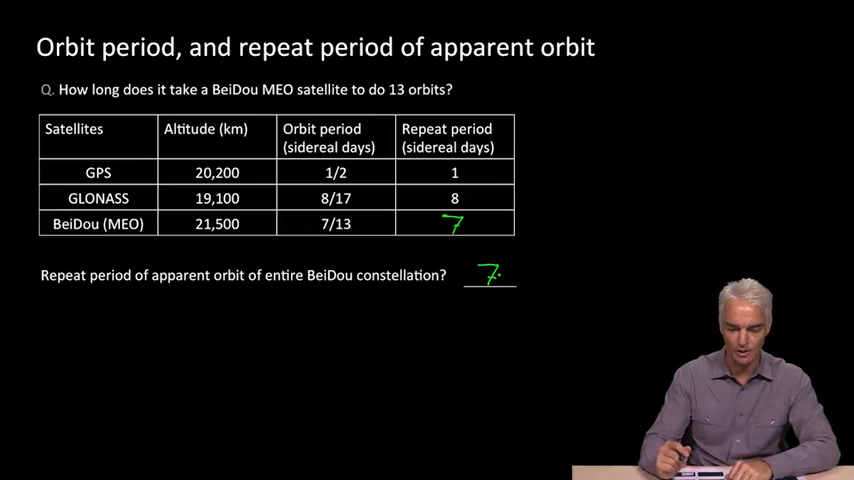 Orbit period, and repeat period of apparent orbit
Q. How long does it take a BeiDou MEO satellite to do 13 orbits?
Satellites Altitude (km) Orbit period (sidereal days) Repeat period (sidereal days)
GPS 20,200 1/2 1
GLONASS 19,100 8/17 8
BeiDou (MEO) 21,500 7/13 7
Repeat period of apparent orbit of entire BeiDou constellation? 7